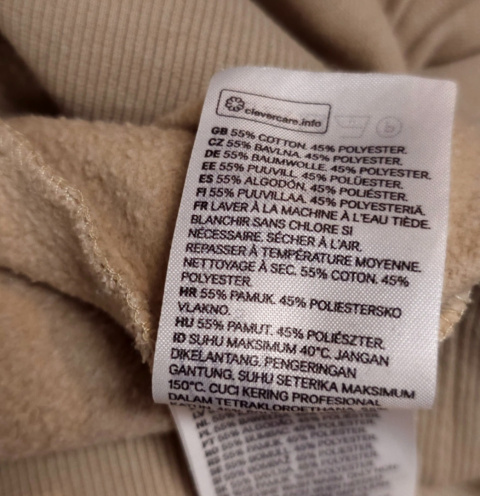 clevercare.info
GB 55% COTTON. 45% POLYESTER.
CZ 55% BAVLNA. 45% POLYESTER.
DE 55% BAUMWOLLE. 45% POLYESTER.
EE 55% PUUVILL. 45% POLÜESTER.
ES 55% ALGODÓN. 45% POLIÉSTER.
FI 55% PUUVILLAA. 45% POLYESTERIÄ.
FR LAVER À LA MACHINE À L'EAU TIÈDE.
BLANCHIR SANS CHLORE SI
NÉCESSAIRE. SÉCHER À L'AIR.
REPASSER À TEMPÉRATURE MOYENNE.
NETTOYAGE À SEC. 55% COTON. 45%
POLYESTER.
HR 55% PAMUK. 45% POLIESTERSKO
VLAKNO.
HU 55% PAMUT. 45% POLIÉSZTER.
ID SUHU MAKSIMUM 40°C. JANGAN
DIKELANTANG. PENGERINGAN
GANTUNG. SUHU SETERIKA MAKSIMUM
150°C. CUCI KERING PROFESIONAL
DALAM TETRAKLOROETHANA.